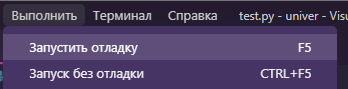 Выполнить Терминал Справка test.py - univer - Visu
Запустить отладку F5
Запуск без отладки CTRL+F5